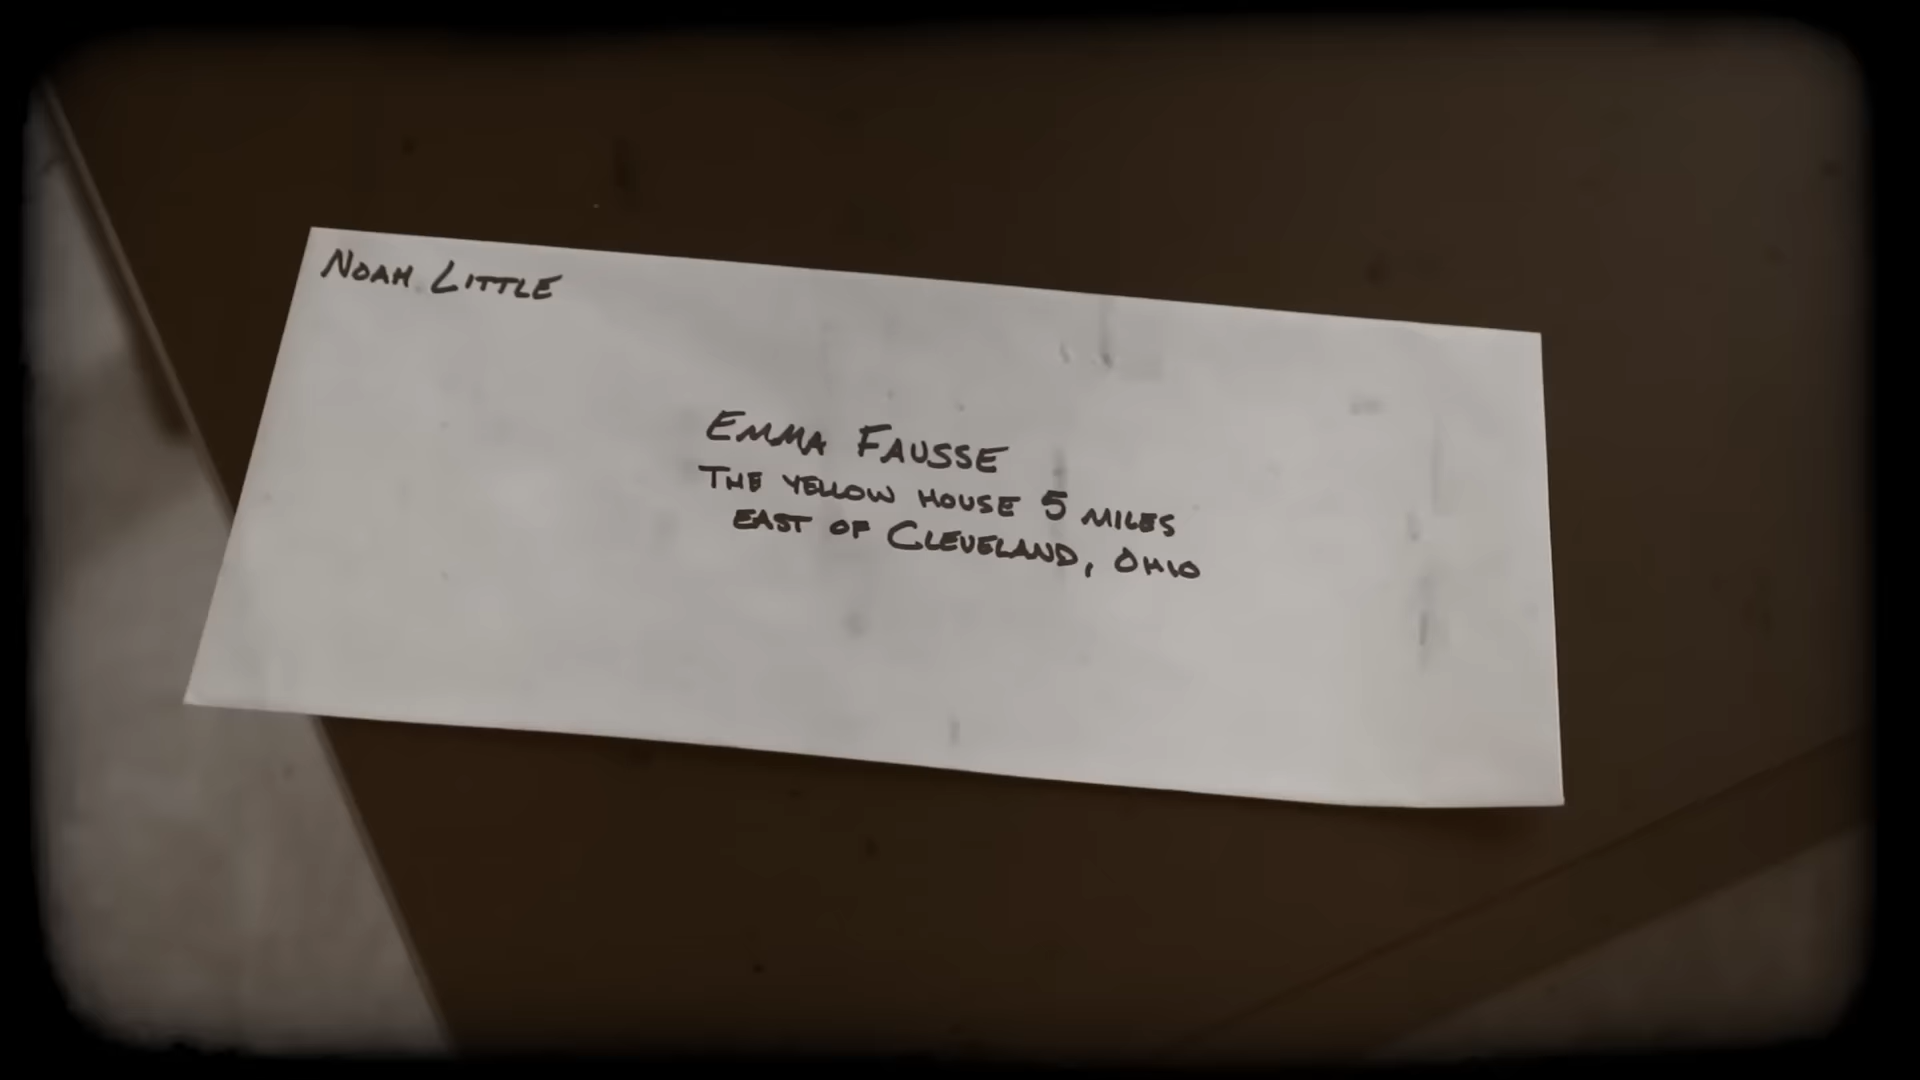 Noah Little
Emma Fausse
The yellow house 5 miles
east of Cleveland, Ohio